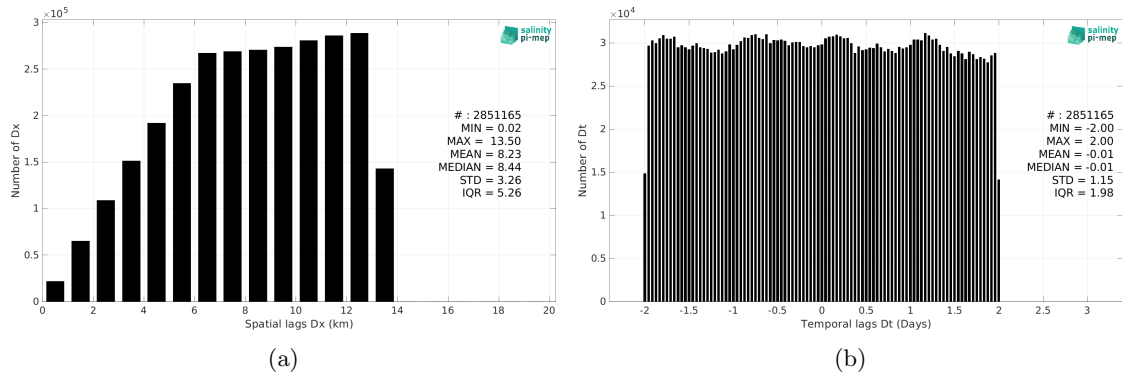 ×10⁵
3
2.5
2
1.5
1
0.5
0
0 2 4 6 8 10 12 14 16 18 20
Number of Dx
Spatial lags Dx (km)
salinity
pi-mep
# : 2851165
MIN = 0.02
MAX = 13.50
MEAN = 8.23
MEDIAN = 8.44
STD = 3.26
IQR = 5.26
(a)
×10⁴
3
2.5
2
1.5
1
0.5
0
-2 -1.5 -1 -0.5 0 0.5 1 1.5 2 2.5 3
Number of Dt
Temporal lags Dt (Days)
salinity
pi-mep
# : 2851165
MIN = -2.00
MAX = 2.00
MEAN = -0.01
MEDIAN = -0.01
STD = 1.15
IQR = 1.98
(b)